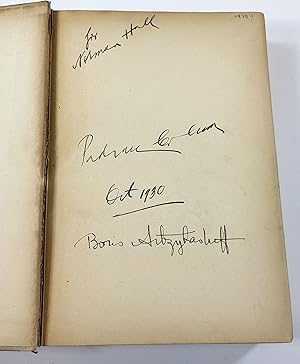 for
Norman Hall
Padraic Colum
Oct 1930
Boris Artzybasheff